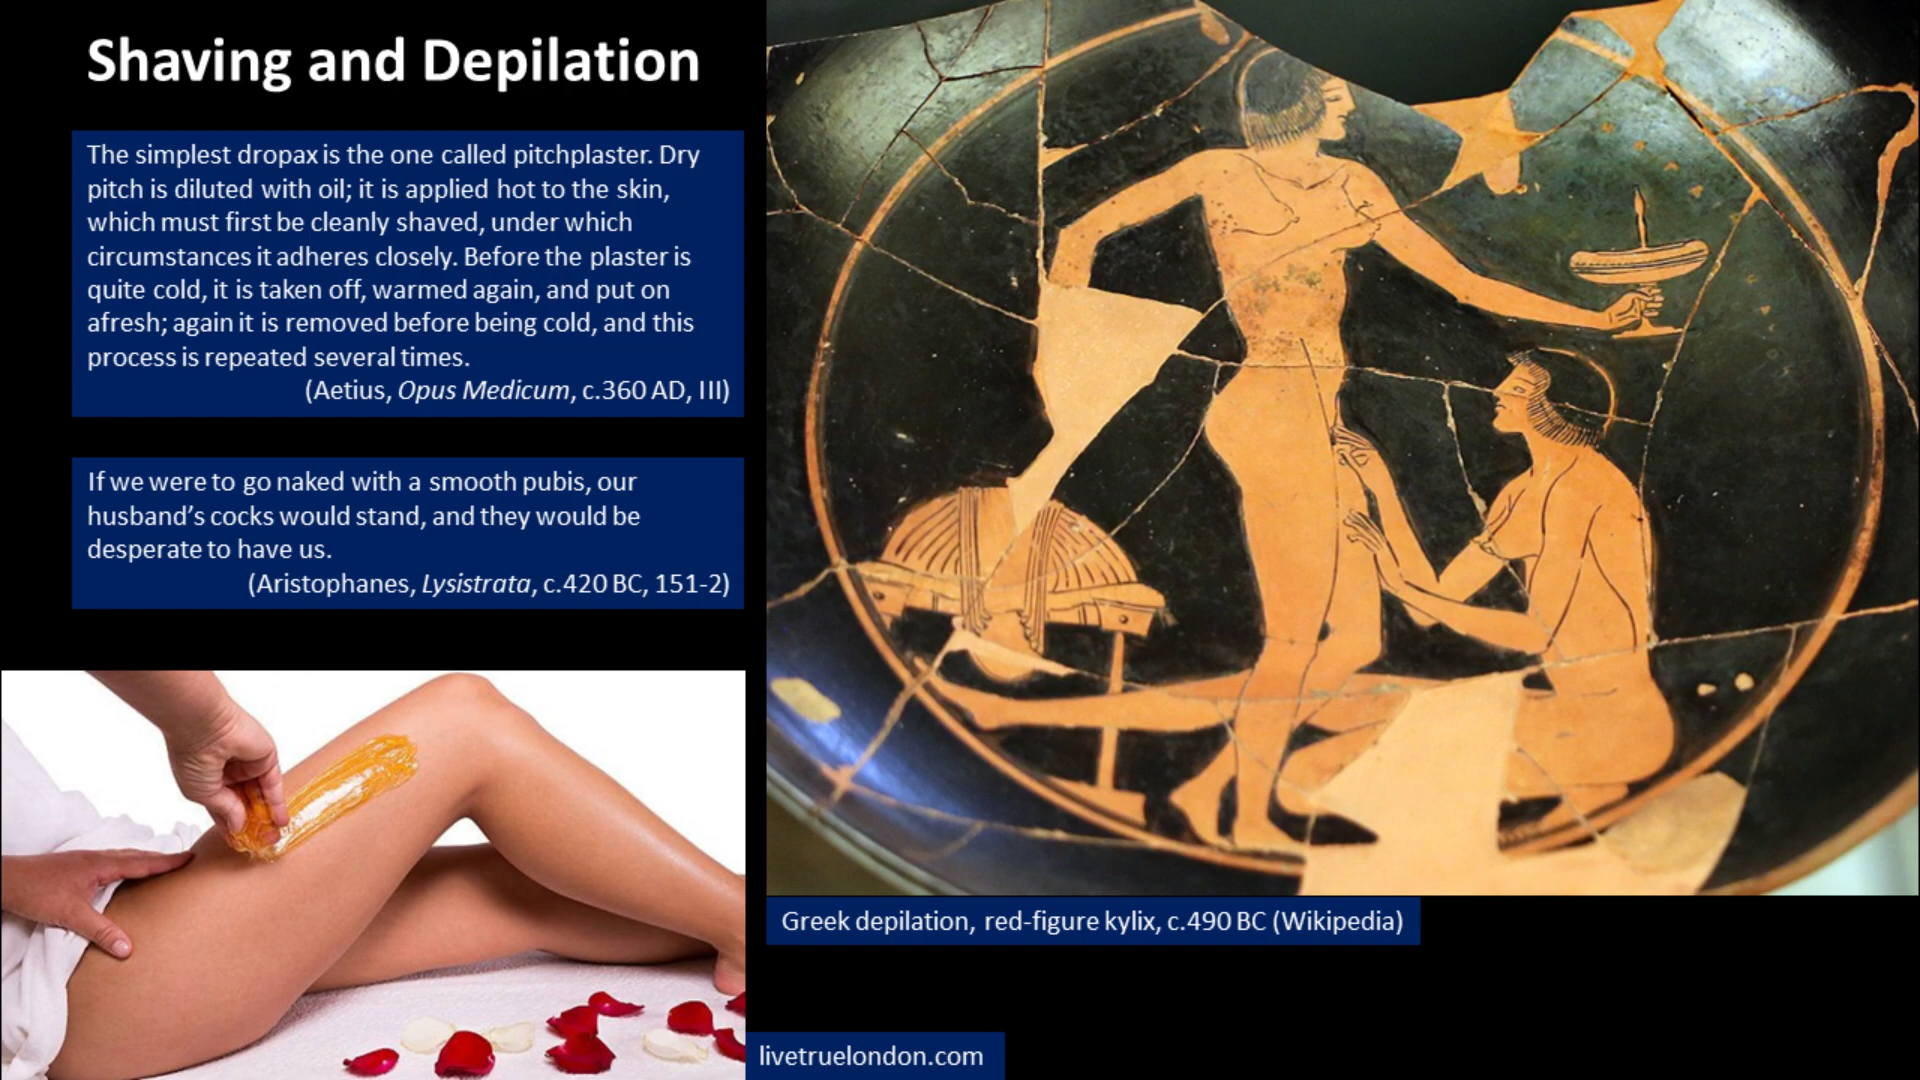 Shaving and Depilation
The simplest dropax is the one called pitchplaster. Dry
pitch is diluted with oil; it is applied hot to the skin,
which must first be cleanly shaved, under which
circumstances it adheres closely. Before the plaster is
quite cold, it is taken off, warmed again, and put on
afresh; again it is removed before being cold, and this
process is repeated several times.
(Aetius, Opus Medicum, c.360 AD, III)
If we were to go naked with a smooth pubis, our
husband’s cocks would stand, and they would be
desperate to have us.
(Aristophanes, Lysistrata, c.420 BC, 151-2)
Greek depilation, red-figure kylix, c.490 BC (Wikipedia)
livetruelondon.com